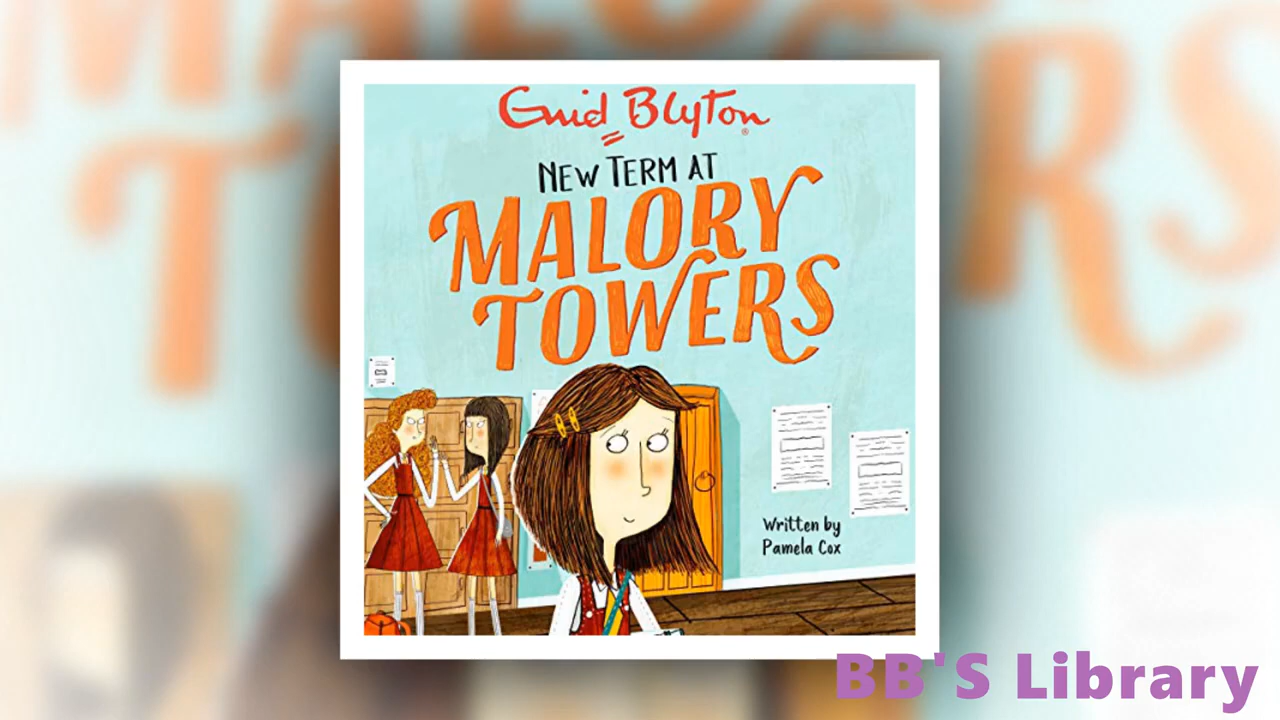 Enid Blyton®
NEW TERM AT
MALORY
TOWERS
Written by
Pamela Cox
BB'S Library